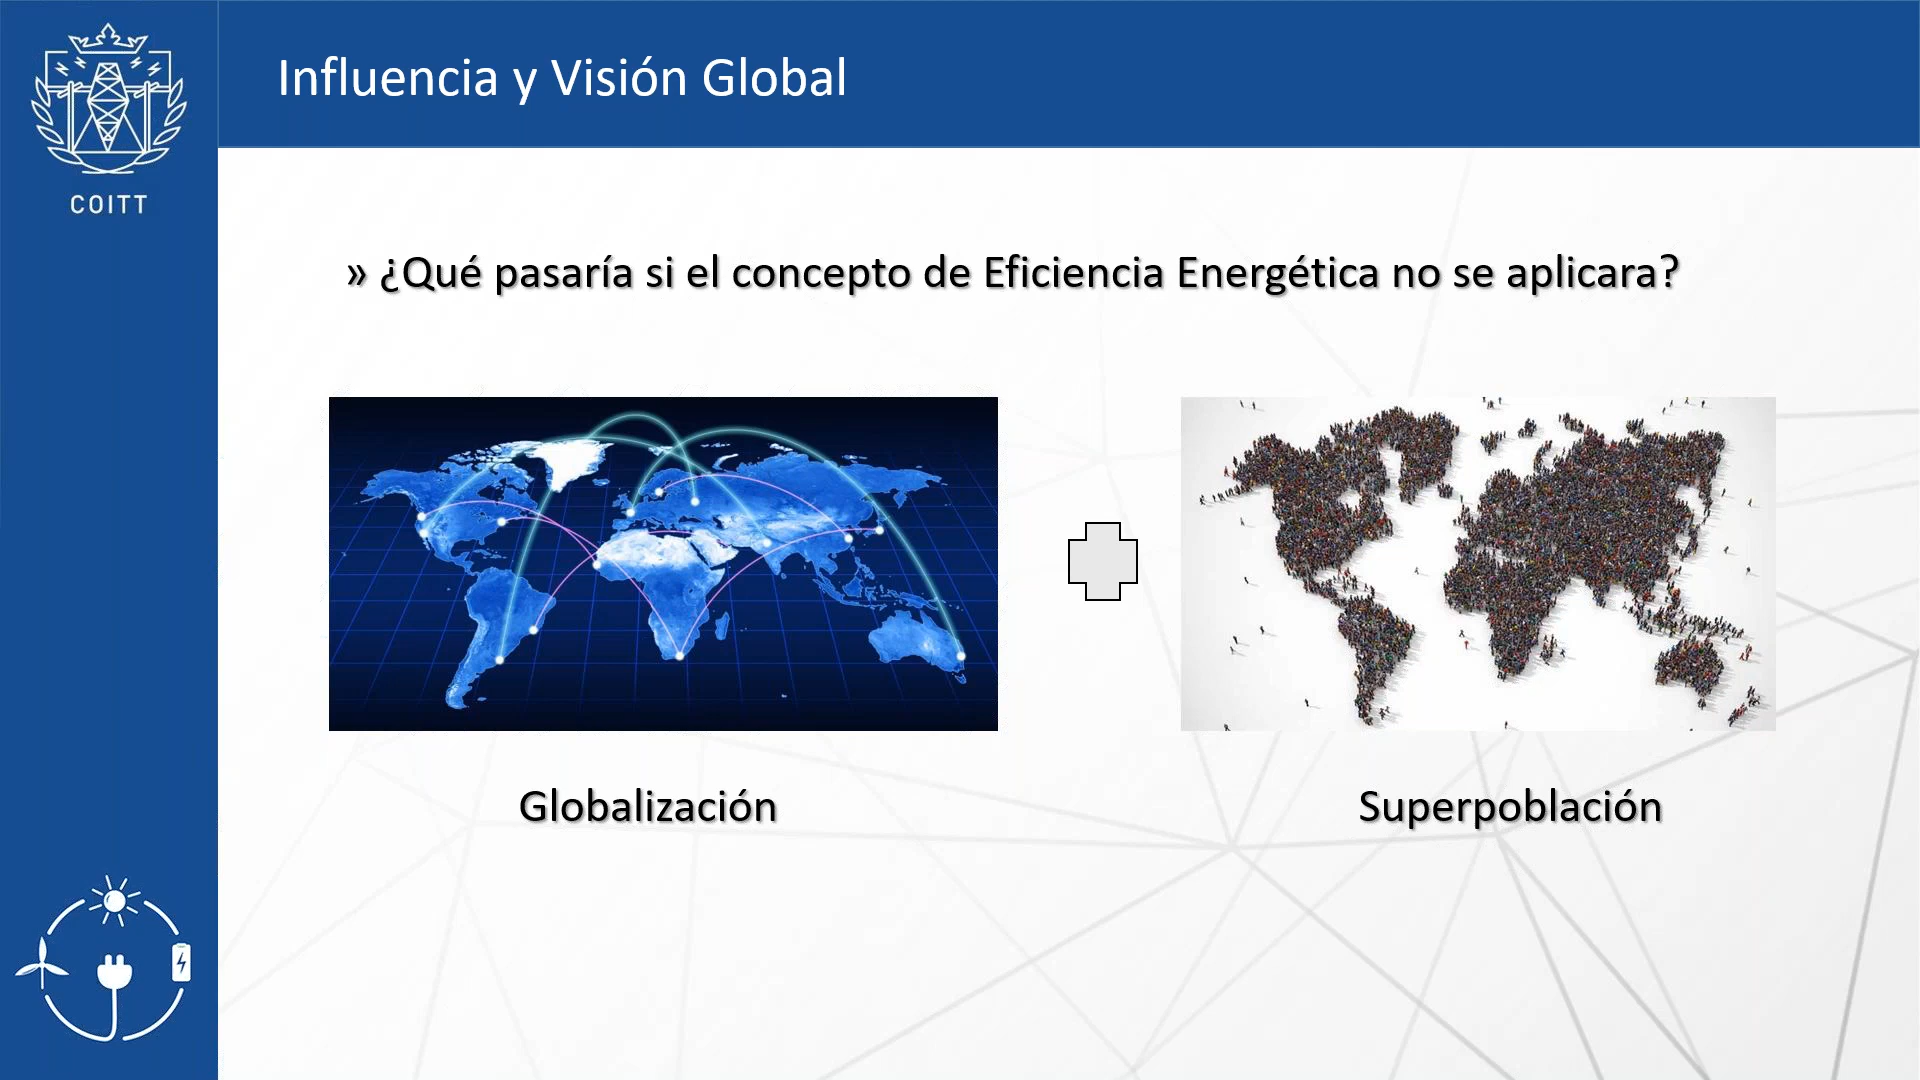 COITT
Influencia y Visión Global
» ¿Qué pasaría si el concepto de Eficiencia Energética no se aplicara?
Globalización
Superpoblación